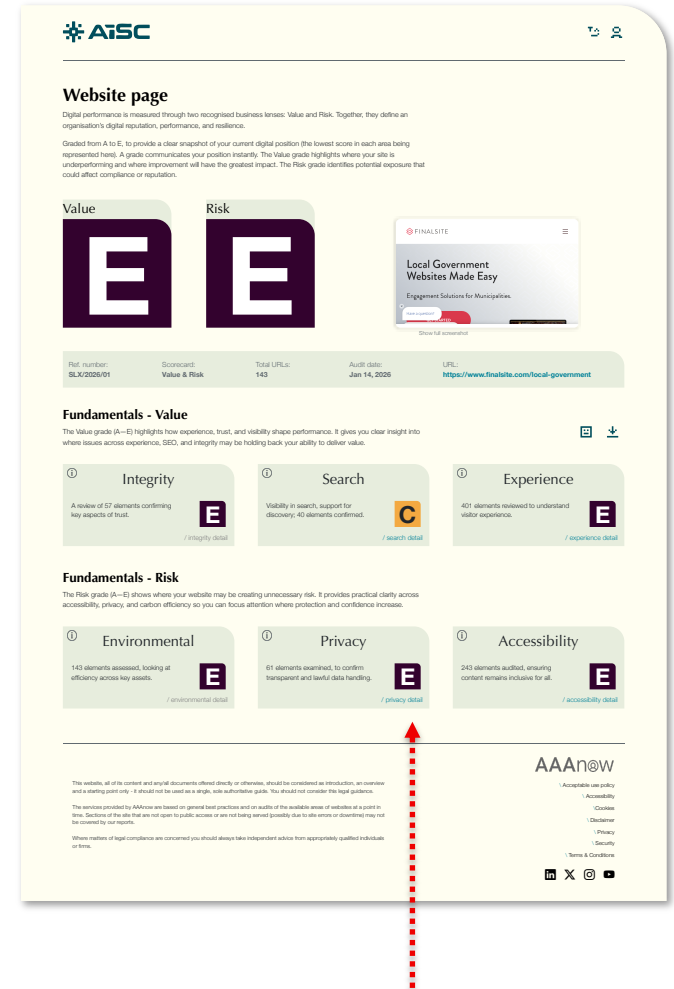 AiSC
Website page
Digital performance is measured through two recognised business lenses: Value and Risk. Together, they define an
organisation's digital reputation, performance, and resilience.
Graded from A to E, to provide a clear snapshot of your current digital position (the lowest score in each area being
represented here). A grade communicates your position instantly. The Value grade highlights where your site is
underperforming and where improvement will have the greatest impact. The Risk grade identifies potential exposure that
could affect compliance or reputation.
Value
E
Risk
E
FINALSITE
Local Government
Websites Made Easy
Engagement Solutions for Municipalities.
Show full screenshot
Ref. number:
SLX/2026/01
Scorecard:
Value & Risk
Total URLs:
143
Audit date:
Jan 14, 2026
URL:
https://www.finalsite.com/local-government
Fundamentals - Value
The Value grade (A—E) highlights how experience, trust, and visibility shape performance. It gives you clear insight into
where issues across experience, SEO, and integrity may be holding back your ability to deliver value.
Integrity
A review of 57 elements confirming
key aspects of trust.
E
/ integrity detail
Search
Visibility in search, support for
discovery; 40 elements confirmed.
C
/ search detail
Experience
401 elements reviewed to understand
visitor experience.
E
/ experience detail
Fundamentals - Risk
The Risk grade (A—E) shows where your website may be creating unnecessary risk. It provides practical clarity across
accessibility, privacy, and carbon efficiency so you can focus attention where protection and confidence increase.
Environmental
143 elements assessed, looking at
efficiency across key assets.
E
/ environmental detail
Privacy
61 elements examined, to confirm
transparent and lawful data handling.
E
/ privacy detail
Accessibility
243 elements audited, ensuring
content remains inclusive for all.
E
/ accessibility detail
This website, all of its content and any/all documents offered directly or otherwise, should be considered as introduction, an overview
and a starting point only - it should not be used as a single, sole authoritative guide. You should not consider this legal guidance.
The services provided by AAAnow are based on general best practices and on audits of the available areas of websites at a point in
time. Sections of the site that are not open to public access or are not being served (possibly due to site errors or downtime) may not
be covered by our reports.
Where matters of legal compliance are concerned you should always take independent advice from appropriately qualified individuals
or firms.
AAAnow
\ Acceptable use policy
\ Accessibility
\Cookies
\ Disclaimer
\ Privacy
\ Security
\ Terms & Conditions